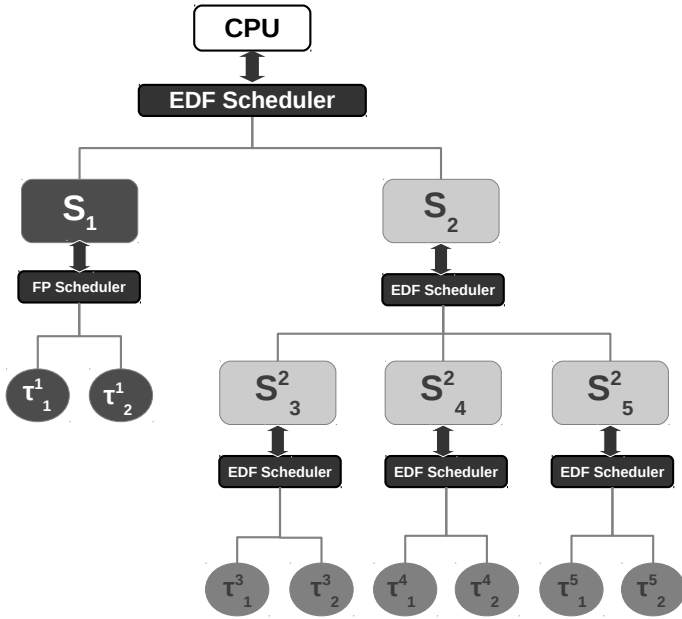 CPU
EDF Scheduler
S₁ S₂
FP Scheduler EDF Scheduler
τ¹₁ τ¹₂ S²₃ S²₄ S²₅
EDF Scheduler EDF Scheduler EDF Scheduler
τ³₁ τ³₂ τ⁴₁ τ⁴₂ τ⁵₁ τ⁵₂